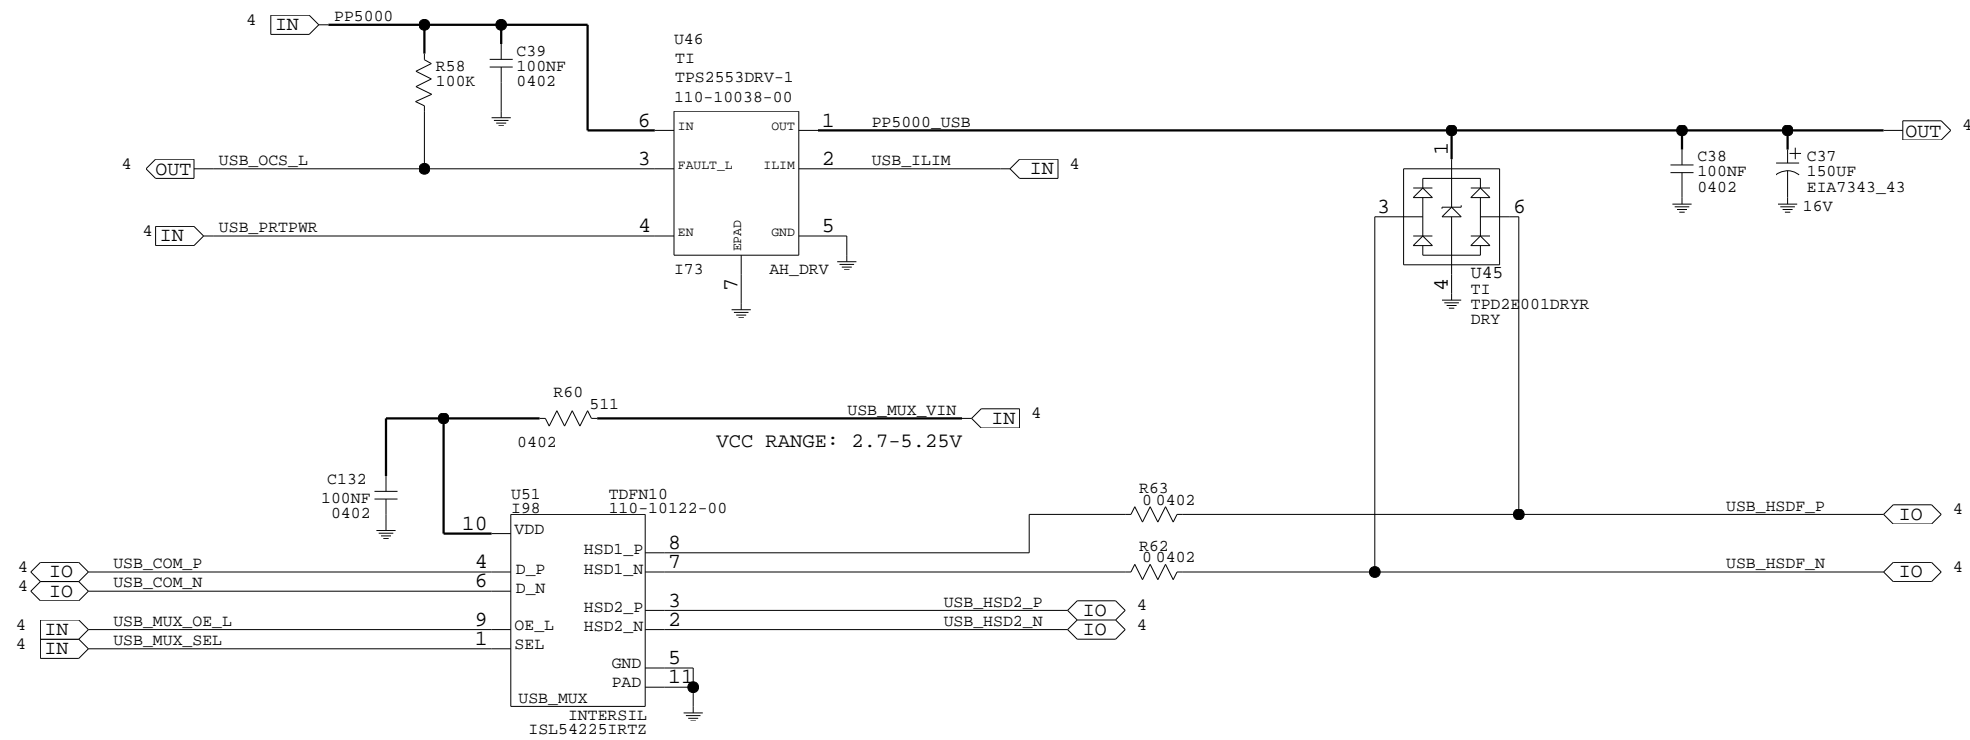 4 IN PP5000
R58
100K
C39
100NF
0402
U46
TI
TPS2553DRV-1
110-10038-00
6 IN OUT 1 PP5000_USB OUT 4
4 OUT USB_OCS_L 3 FAULT_L ILIM 2 USB_ILIM IN 4
4 IN USB_PRTPWR 4 EN GND 5
EPAD
7
I73 AH_DRV
1
3 6
4
U45
TI
TPD2E001DRYR
DRY
C38
100NF
0402
+ C37
150UF
EIA7343_43
16V
R60
511
0402
USB_MUX_VIN IN 4
VCC RANGE: 2.7-5.25V
C132
100NF
0402
U51
I98
TDFN10
110-10122-00
10 VDD
4 IO USB_COM_P 4 D_P
4 IO USB_COM_N 6 D_N
4 IN USB_MUX_OE_L 9 OE_L
4 IN USB_MUX_SEL 1 SEL
HSD1_P 8
HSD1_N 7
HSD2_P 3 USB_HSD2_P IO 4
HSD2_N 2 USB_HSD2_N IO 4
GND 5
PAD 11
USB_MUX
INTERSIL
ISL54225IRTZ
R63
0 0402
USB_HSDF_P IO 4
R62
0 0402
USB_HSDF_N IO 4